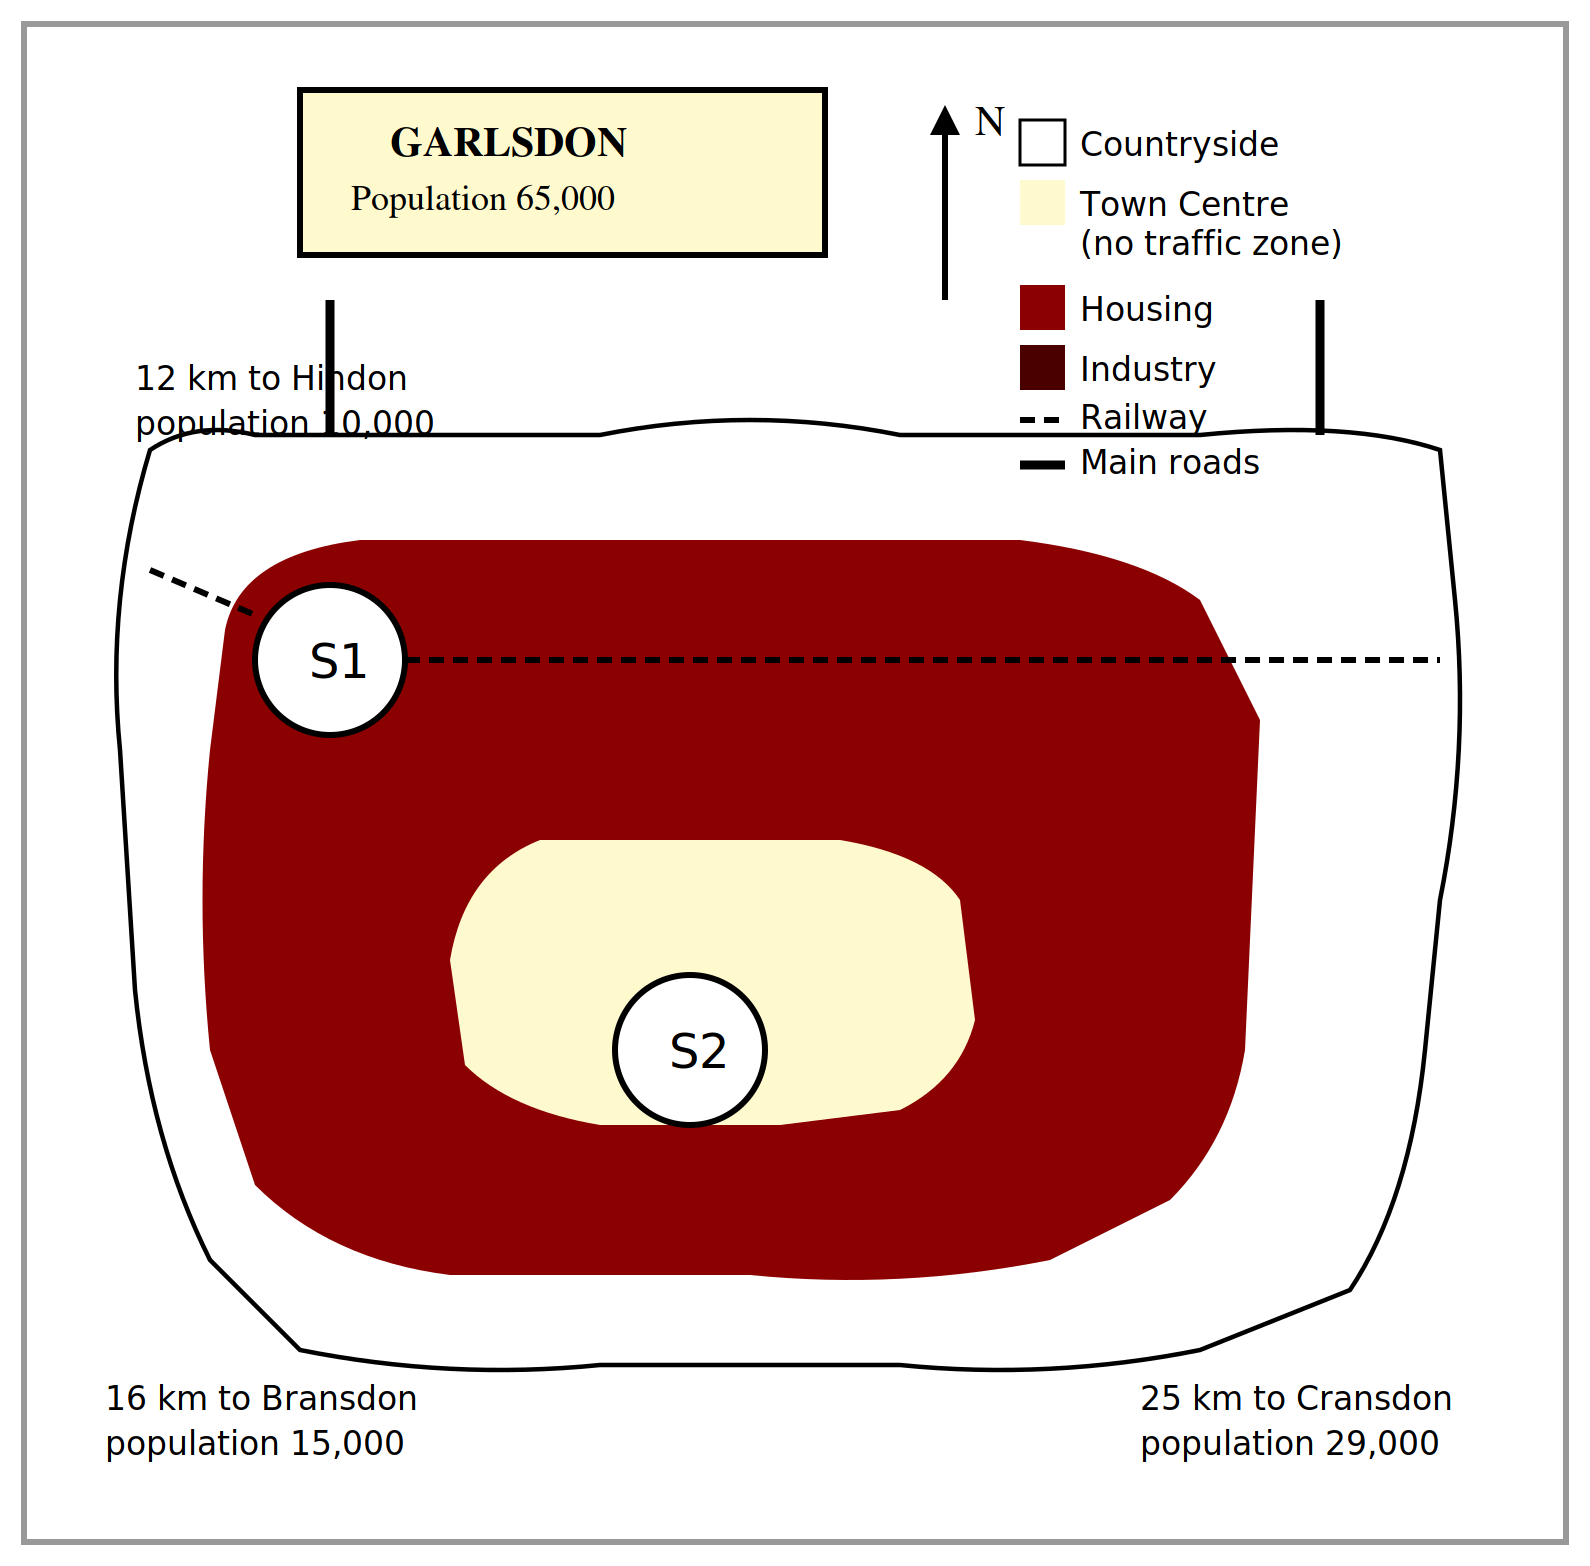 GARLSDON
Population 65,000
N
Countryside
Town Centre
(no traffic zone)
Housing
Industry
Railway
Main roads
12 km to Hindon
population 10,000
S1
S2
16 km to Bransdon
population 15,000
25 km to Cransdon
population 29,000